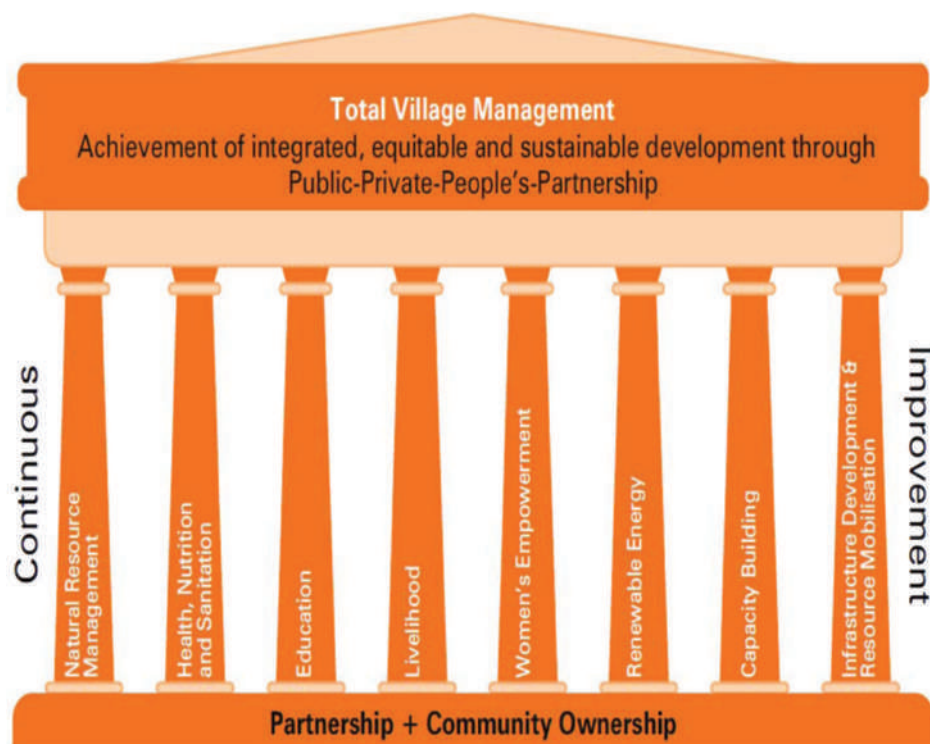 Total Village Management
Achievement of integrated, equitable and sustainable development through
Public-Private-People's-Partnership
Continuous
Natural Resource
Management
Health, Nutrition
and Sanitation
Education
Livelihood
Women's Empowerment
Renewable Energy
Capacity Building
Infrastructure Development &
Resource Mobilisation
Improvement
Partnership + Community Ownership